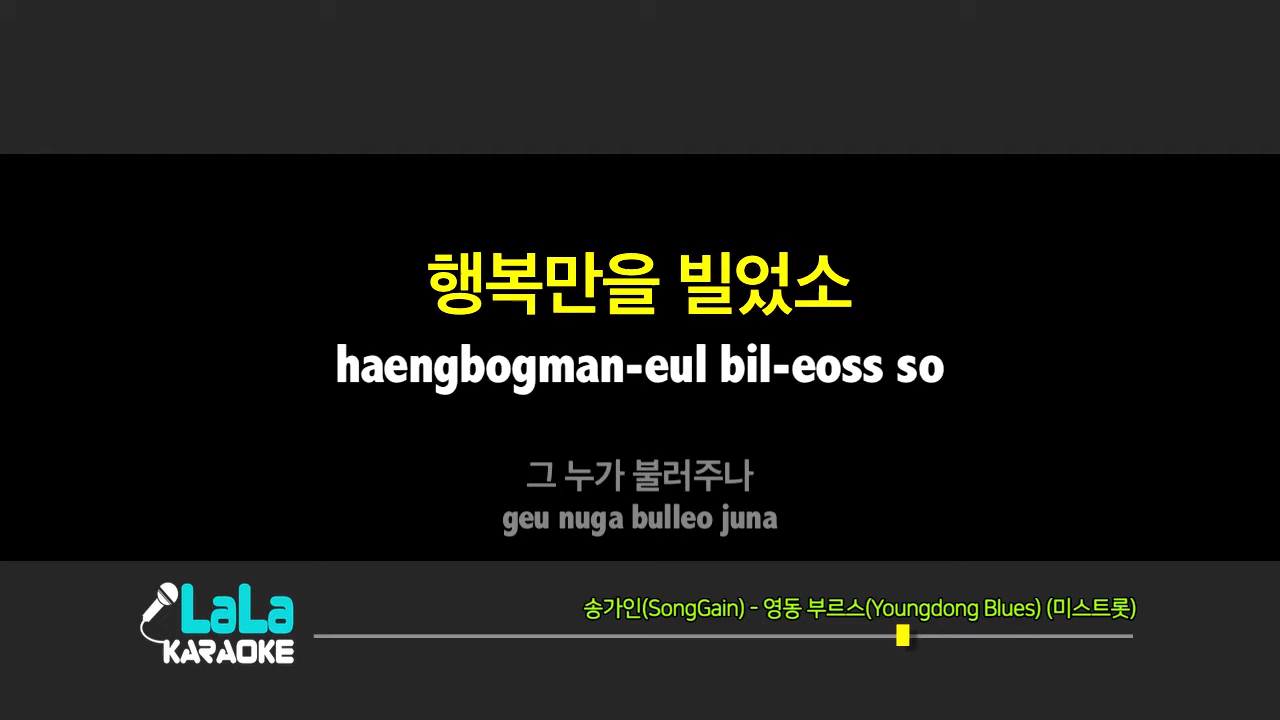 행복만을 빌었소
haengbogman-eul bil-eoss so
그 누가 불러주나
geu nuga bulleo juna
LaLa
KARAOKE
송가인(SongGain) - 영동 부르스(Youngdong Blues) (미스트롯)